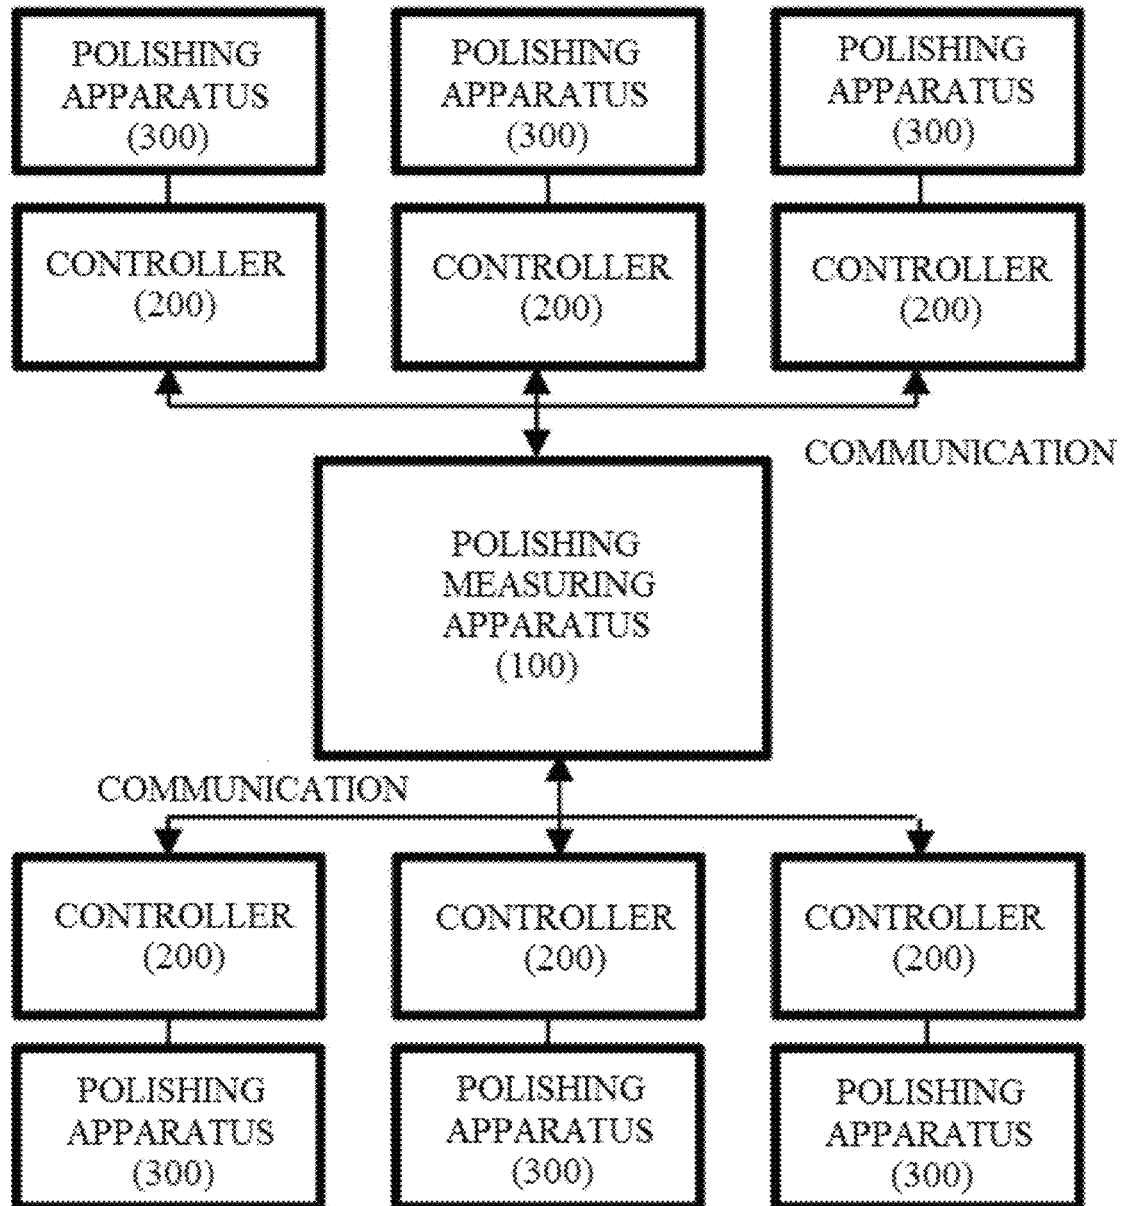 POLISHING
APPARATUS
(300)
POLISHING
APPARATUS
(300)
POLISHING
APPARATUS
(300)
CONTROLLER
(200)
CONTROLLER
(200)
CONTROLLER
(200)
COMMUNICATION
POLISHING
MEASURING
APPARATUS
(100)
COMMUNICATION
CONTROLLER
(200)
CONTROLLER
(200)
CONTROLLER
(200)
POLISHING
APPARATUS
(300)
POLISHING
APPARATUS
(300)
POLISHING
APPARATUS
(300)